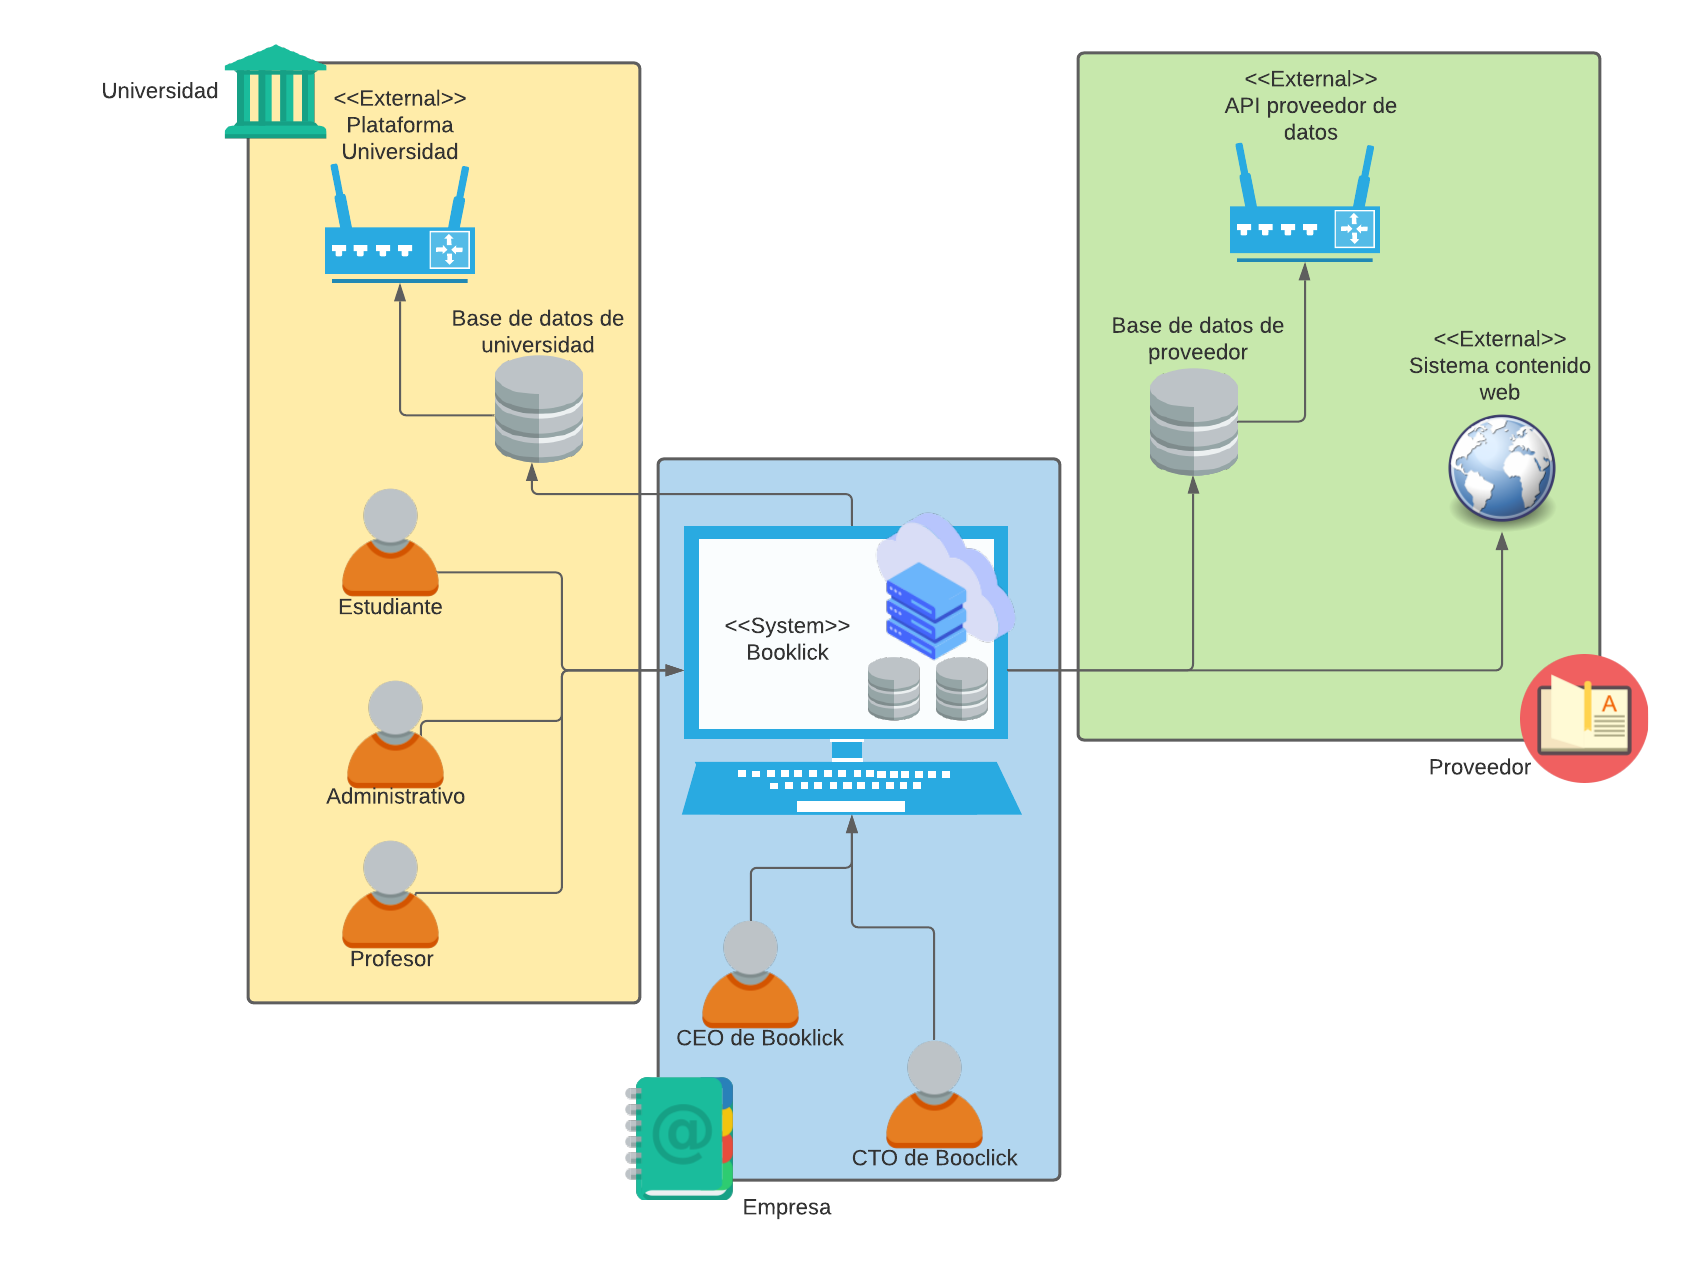 Universidad
<<External>>
Plataforma
Universidad
Base de datos de
universidad
Estudiante
Administrativo
Profesor
<<System>>
Booklick
CEO de Booklick
CTO de Booclick
@
Empresa
<<External>>
API proveedor de
datos
Base de datos de
proveedor
<<External>>
Sistema contenido
web
A
Proveedor